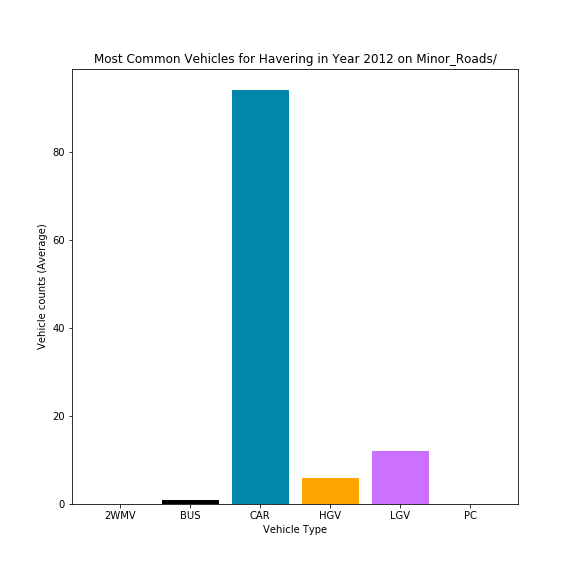 Most Common Vehicles for Havering in Year 2012 on Minor_Roads/
80
60
40
20
0
Vehicle counts (Average)
2WMV BUS CAR HGV LGV PC
Vehicle Type